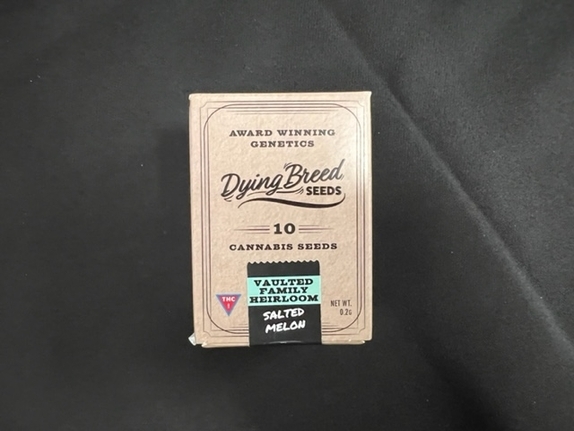 AWARD WINNING
GENETICS
Dying Breed
SEEDS
10
CANNABIS SEEDS
VAULTED
FAMILY
HEIRLOOM
SALTED
MELON
THC
!
NET WT.
0.2G